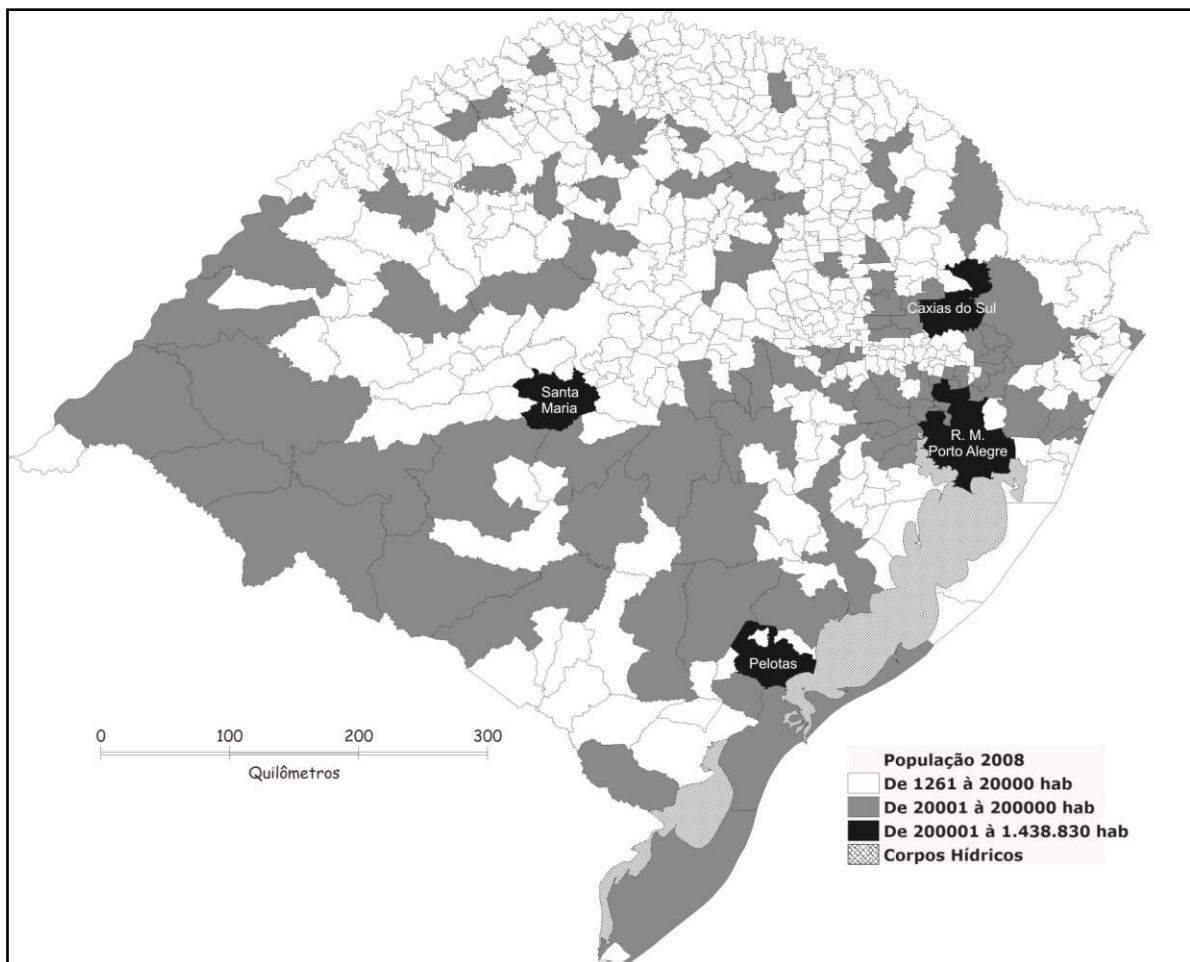 Caxias do Sul
Santa
Maria
R. M.
Porto Alegre
Pelotas
0 100 200 300
Quilômetros
População 2008
De 1261 à 20000 hab
De 20001 à 200000 hab
De 200001 à 1.438.830 hab
Corpos Hídricos